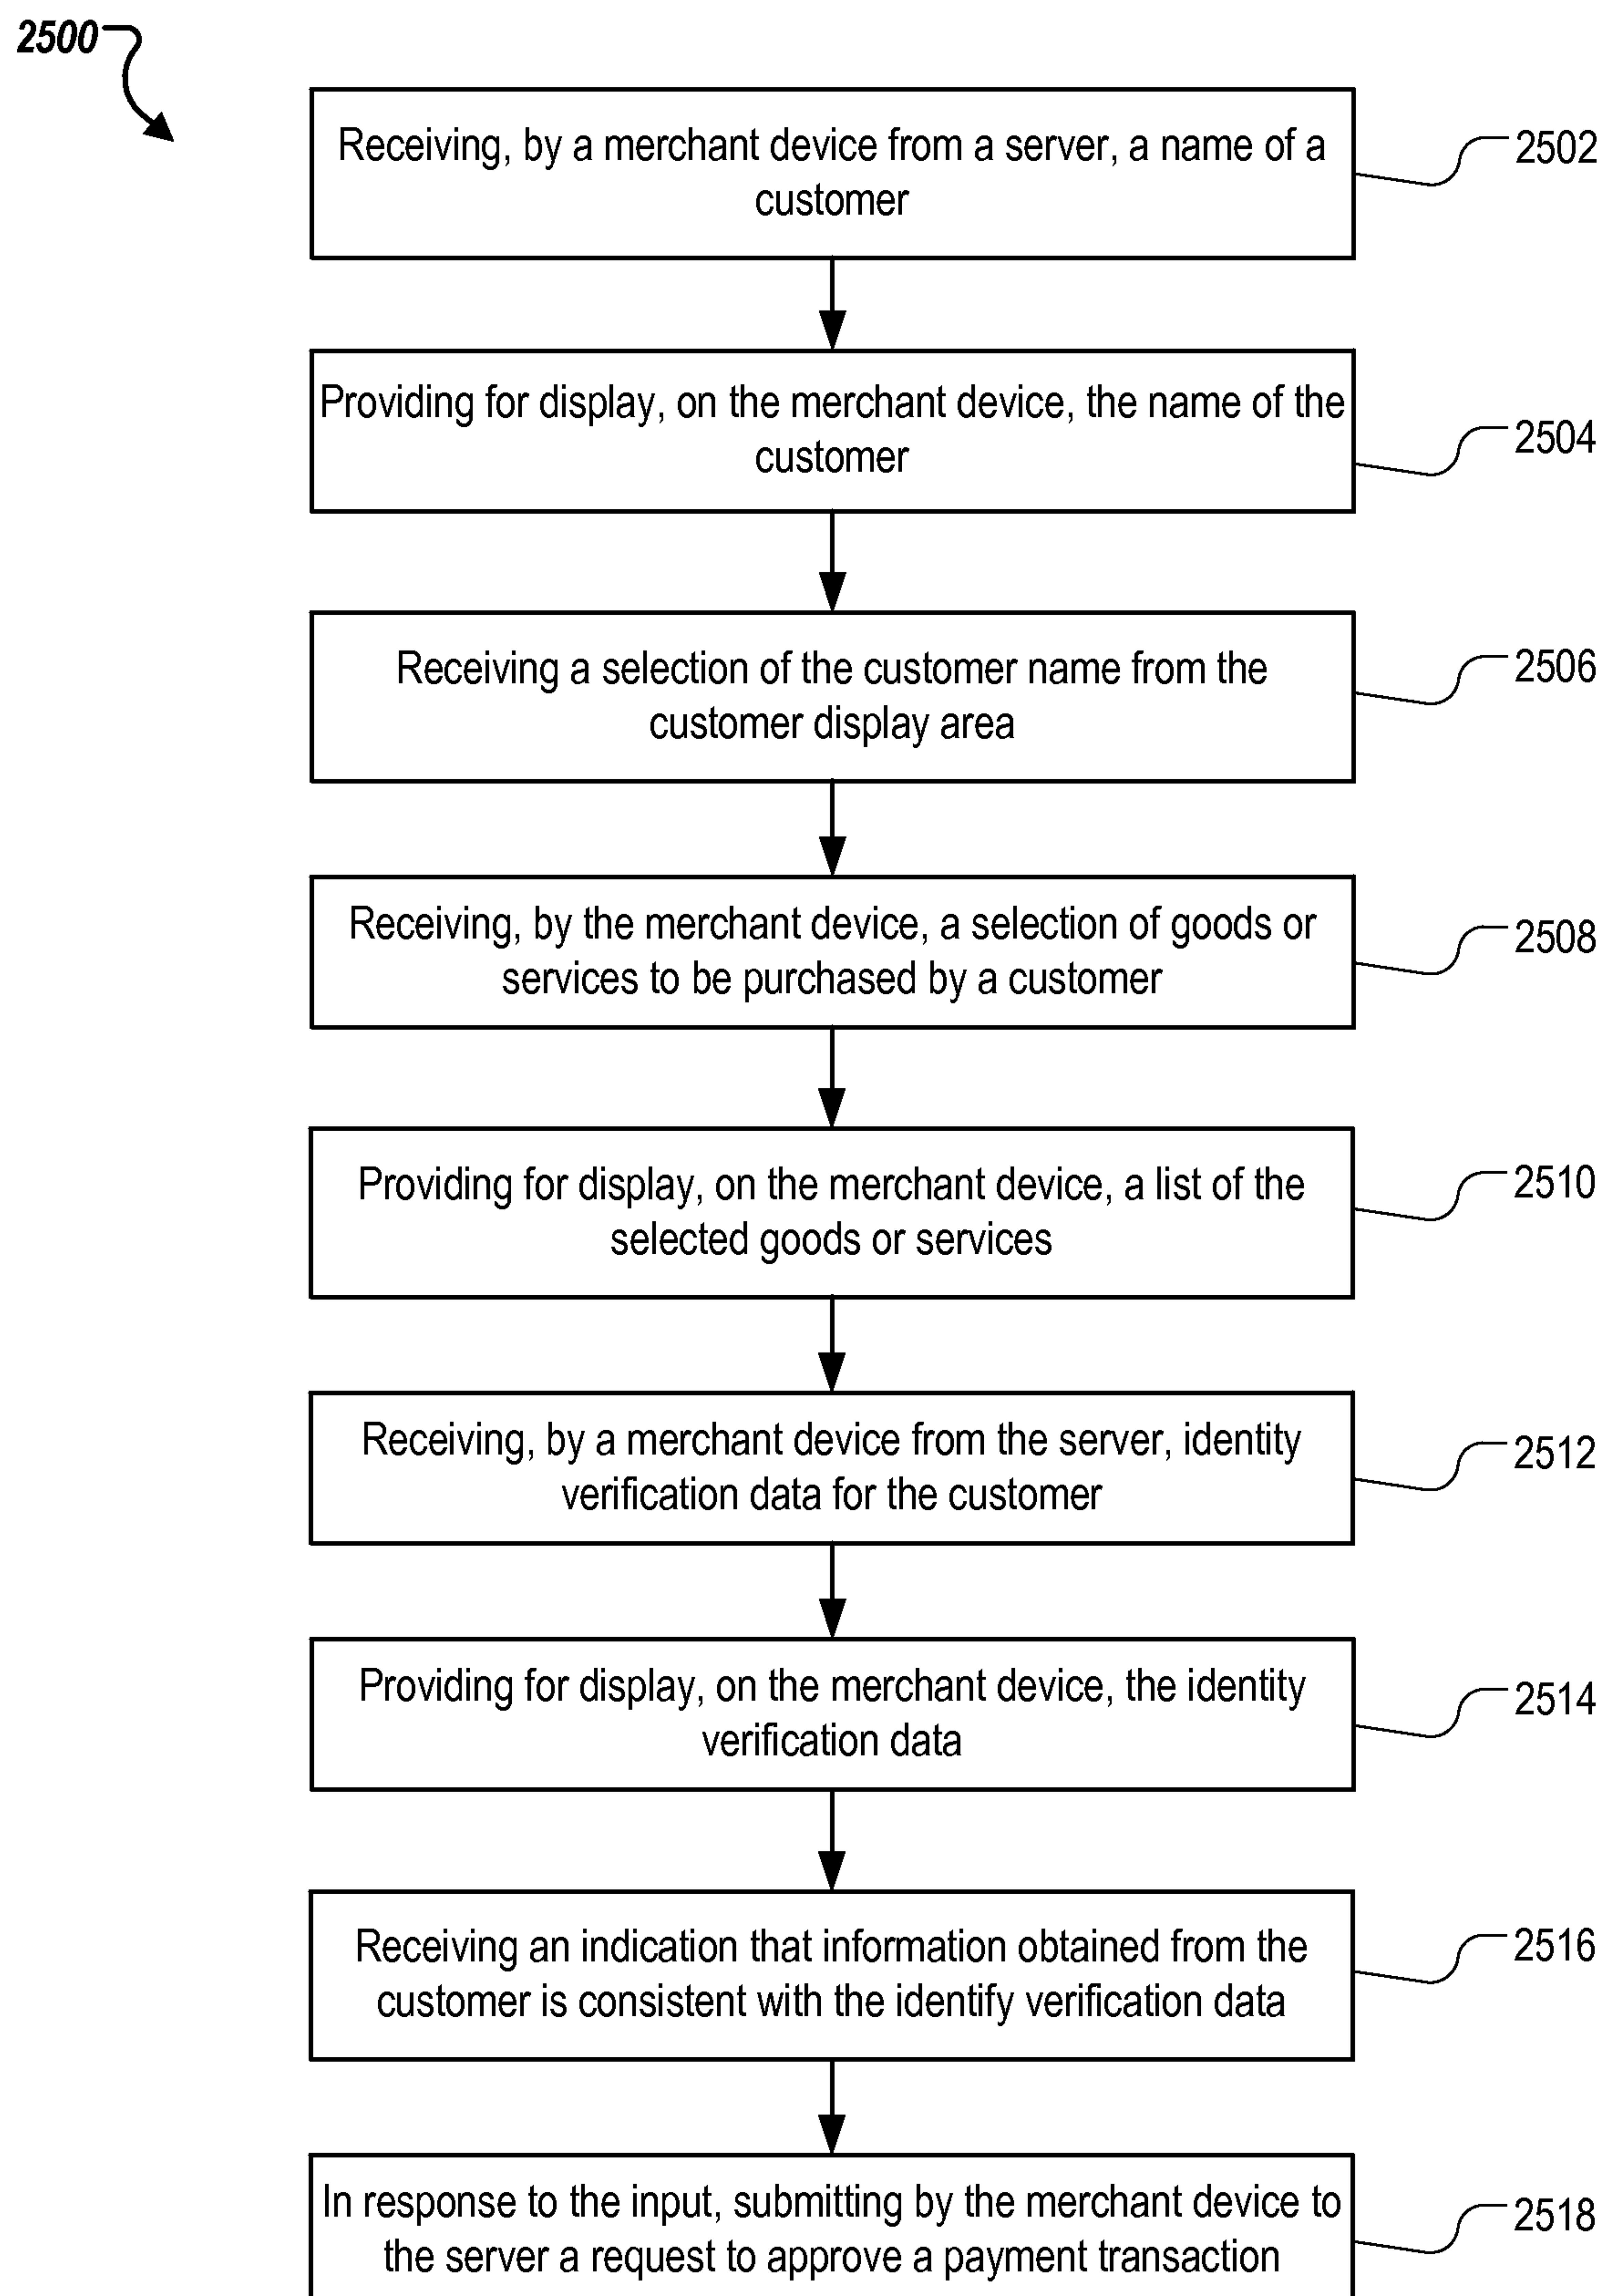 2500
Receiving, by a merchant device from a server, a name of a
customer
2502
Providing for display, on the merchant device, the name of the
customer
2504
Receiving a selection of the customer name from the
customer display area
2506
Receiving, by the merchant device, a selection of goods or
services to be purchased by a customer
2508
Providing for display, on the merchant device, a list of the
selected goods or services
2510
Receiving, by a merchant device from the server, identity
verification data for the customer
2512
Providing for display, on the merchant device, the identity
verification data
2514
Receiving an indication that information obtained from the
customer is consistent with the identify verification data
2516
In response to the input, submitting by the merchant device to
the server a request to approve a payment transaction
2518